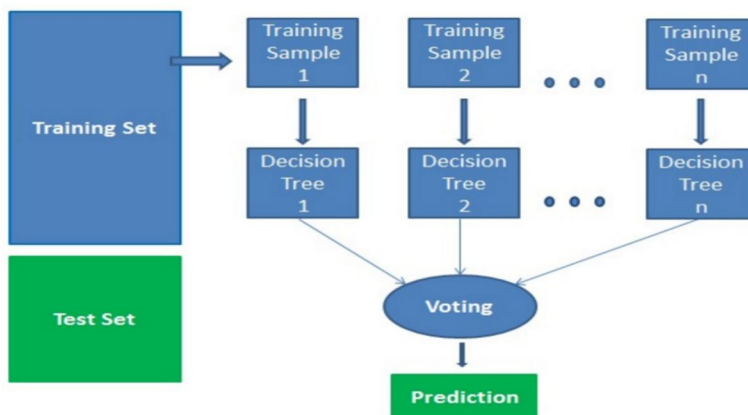 Training Set
Test Set
Training
Sample
1
Training
Sample
2
Training
Sample
n
Decision
Tree
1
Decision
Tree
2
Decision
Tree
n
Voting
Prediction